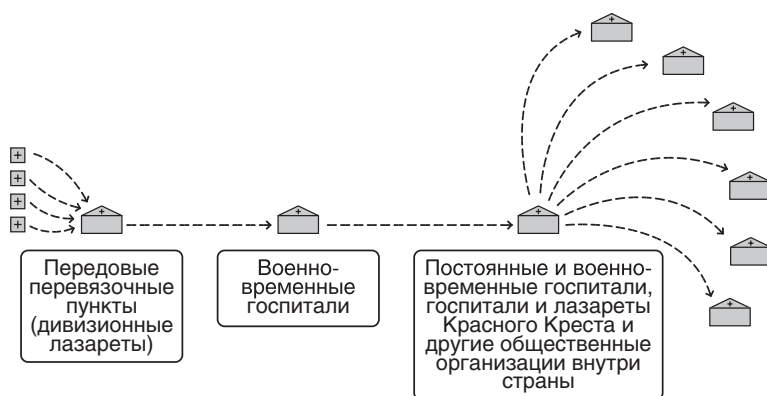 Передовые
перевязочные
пункты
(дивизионные
лазареты)
Военно-
временные
госпитали
Постоянные и военно-
временные госпитали,
госпитали и лазареты
Красного Креста и
другие общественные
организации внутри
страны